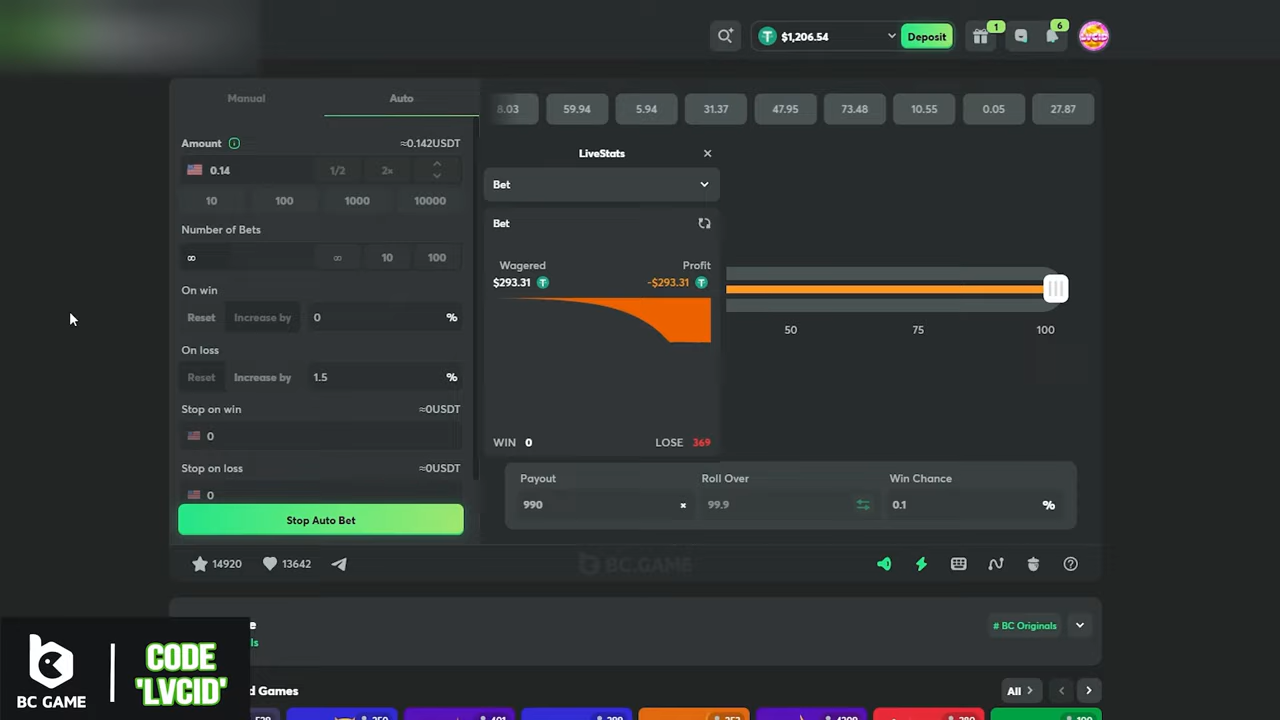 $1,206.54
Deposit
1
6
LVCID
Manual
Auto
8.03
59.94
5.94
31.37
47.95
73.48
10.55
0.05
27.87
Amount
≈0.142USDT
0.14
1/2
2×
10
100
1000
10000
Number of Bets
∞
∞
10
100
On win
Reset
Increase by
0
%
On loss
Reset
Increase by
1.5
%
Stop on win
≈0USDT
0
Stop on loss
≈0USDT
0
Stop Auto Bet
LiveStats
Bet
Bet
Wagered
Profit
$293.31
-$293.31
WIN 0
LOSE 369
50
75
100
Payout
Roll Over
Win Chance
990
×
99.9
0.1
%
14920
13642
BC.GAME
# BC Originals
All
BC GAME
CODE
'LVCID'